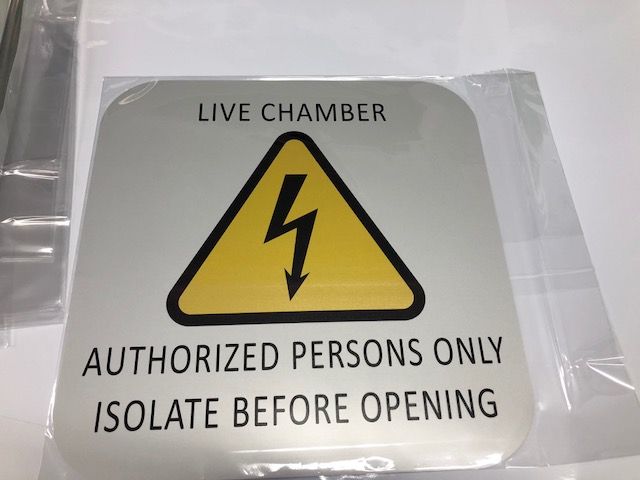 LIVE CHAMBER
AUTHORIZED PERSONS ONLY
ISOLATE BEFORE OPENING